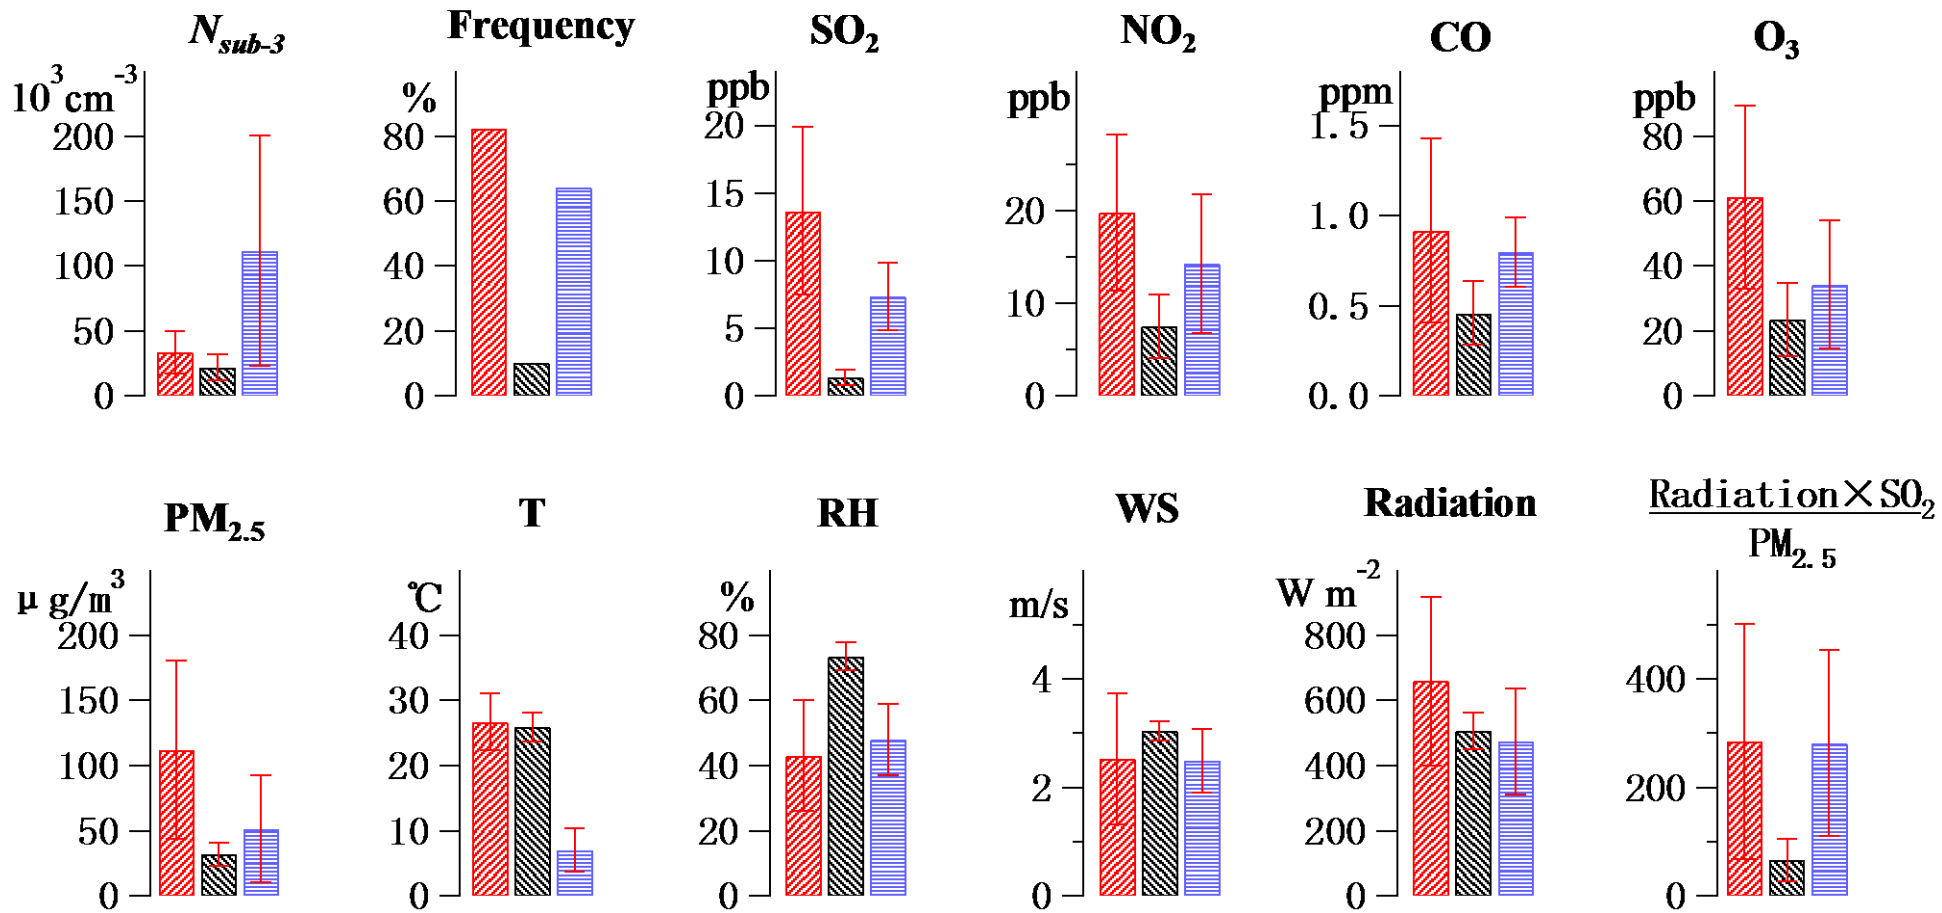 N_sub-3
10^3 cm^-3
200
150
100
50
0
Frequency
%
80
60
40
20
0
SO2
ppb
20
15
10
5
0
NO2
ppb
20
10
0
CO
ppm
1.5
1.0
0.5
0.0
O3
ppb
80
60
40
20
0
PM2.5
μg/m^3
200
150
100
50
0
T
℃
40
30
20
10
0
RH
%
80
60
40
20
0
WS
m/s
4
2
0
Radiation
W m^-2
800
600
400
200
0
Radiation×SO2
PM2.5
400
200
0